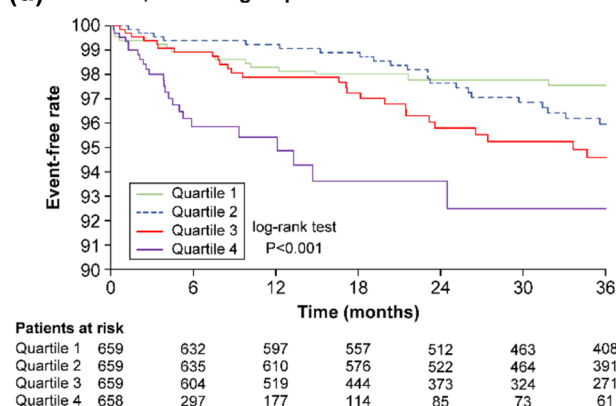 100
99
98
97
96
95
94
93
92
91
90
Event-free rate
Quartile 1
Quartile 2
Quartile 3
Quartile 4
log-rank test
P<0.001
0 6 12 18 24 30 36
Time (months)
Patients at risk
Quartile 1 659 632 597 557 512 463 408
Quartile 2 659 635 610 576 522 464 391
Quartile 3 659 604 519 444 373 324 271
Quartile 4 658 297 177 114 85 73 61